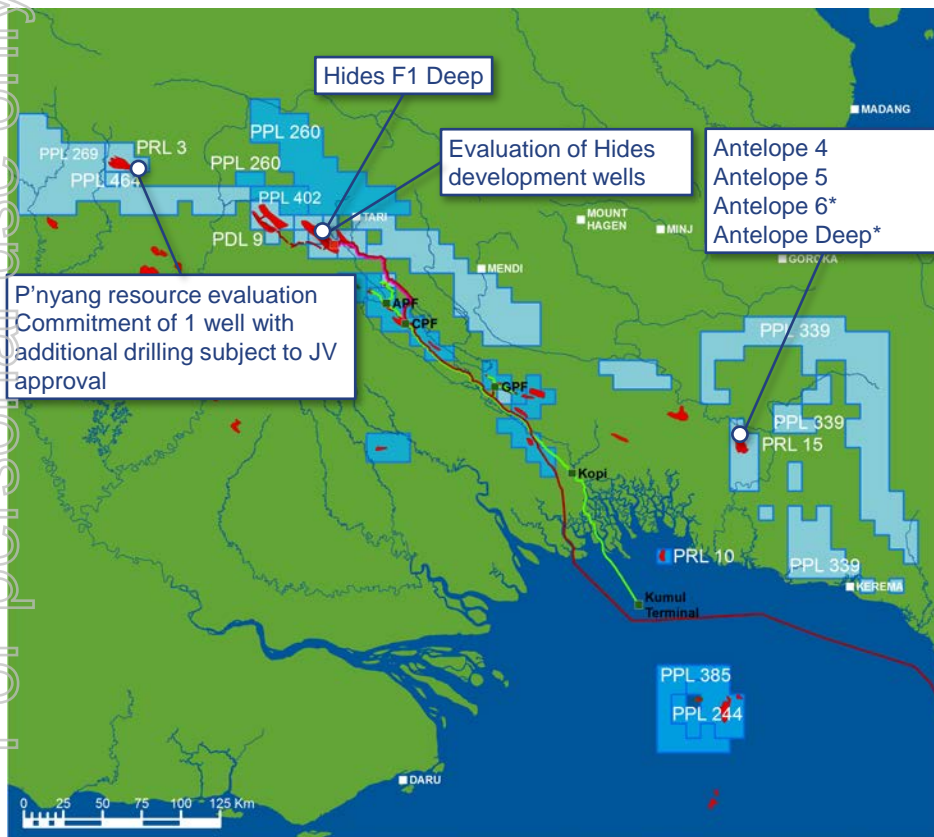 For personal use only
Hides F1 Deep
MADANG
PPL 260
PPL 269
PRL 3
PPL 260
Evaluation of Hides
development wells
Antelope 4
Antelope 5
Antelope 6*
Antelope Deep*
PPL 464
PPL 402
TARI
MOUNT
HAGEN
MINJ
PDL 9
GOROKA
MENDI
P'nyang resource evaluation
Commitment of 1 well with
additional drilling subject to JV
approval
APF
CPF
PPL 339
GPF
PPL 339
PRL 15
Kopi
PRL 10
PPL 339
KEREMA
Kumul
Terminal
PPL 385
PPL 244
DARU
0 25 50 75 100 125 Km